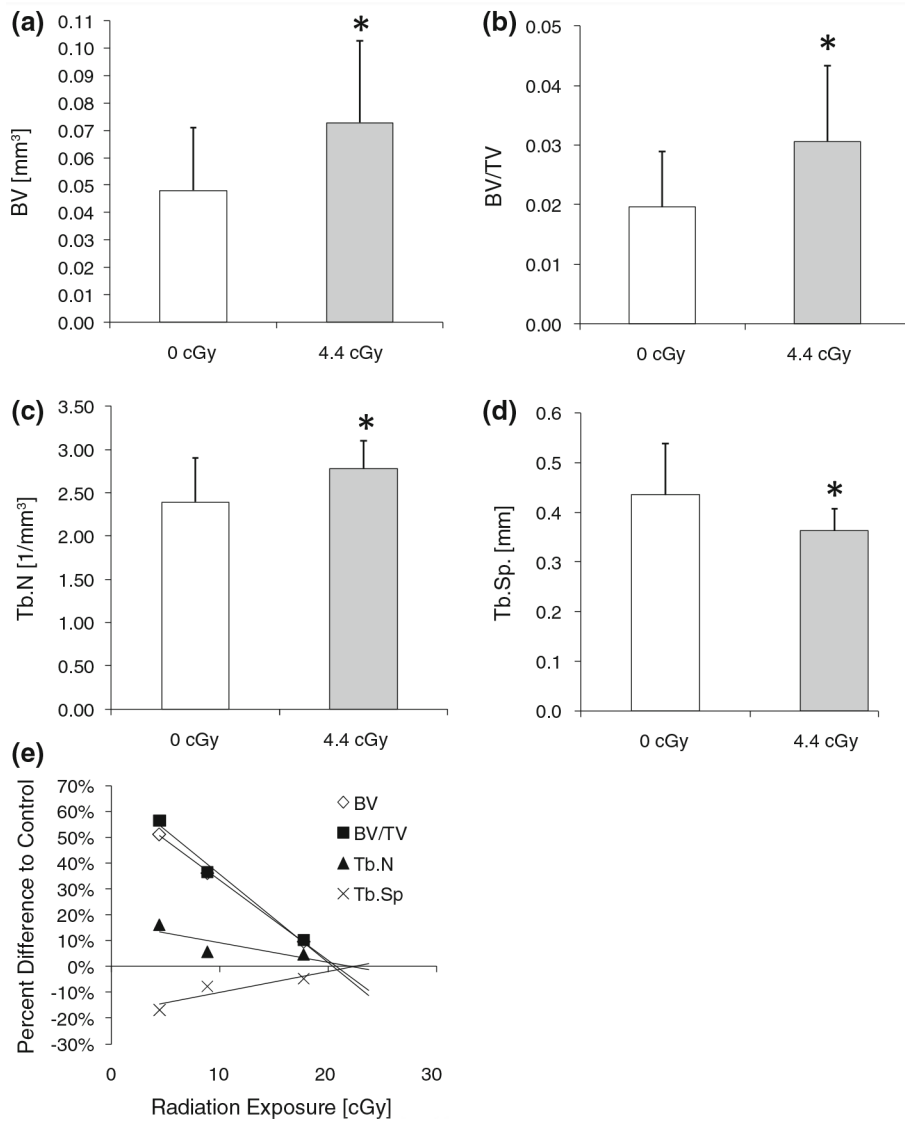 (a)
BV [mm³]
0.11
0.10
0.09
0.08
0.07
0.06
0.05
0.04
0.03
0.02
0.01
0.00
*
0 cGy 4.4 cGy
(b)
BV/TV
0.05
0.04
0.03
0.02
0.01
0.00
*
0 cGy 4.4 cGy
(c)
Tb.N [1/mm³]
3.50
3.00
2.50
2.00
1.50
1.00
0.50
0.00
*
0 cGy 4.4 cGy
(d)
Tb.Sp. [mm]
0.6
0.5
0.4
0.3
0.2
0.1
0.0
*
0 cGy 4.4 cGy
(e)
Percent Difference to Control
70%
60%
50%
40%
30%
20%
10%
0%
-10%
-20%
-30%
BV
BV/TV
Tb.N
Tb.Sp
0 10 20 30
Radiation Exposure [cGy]